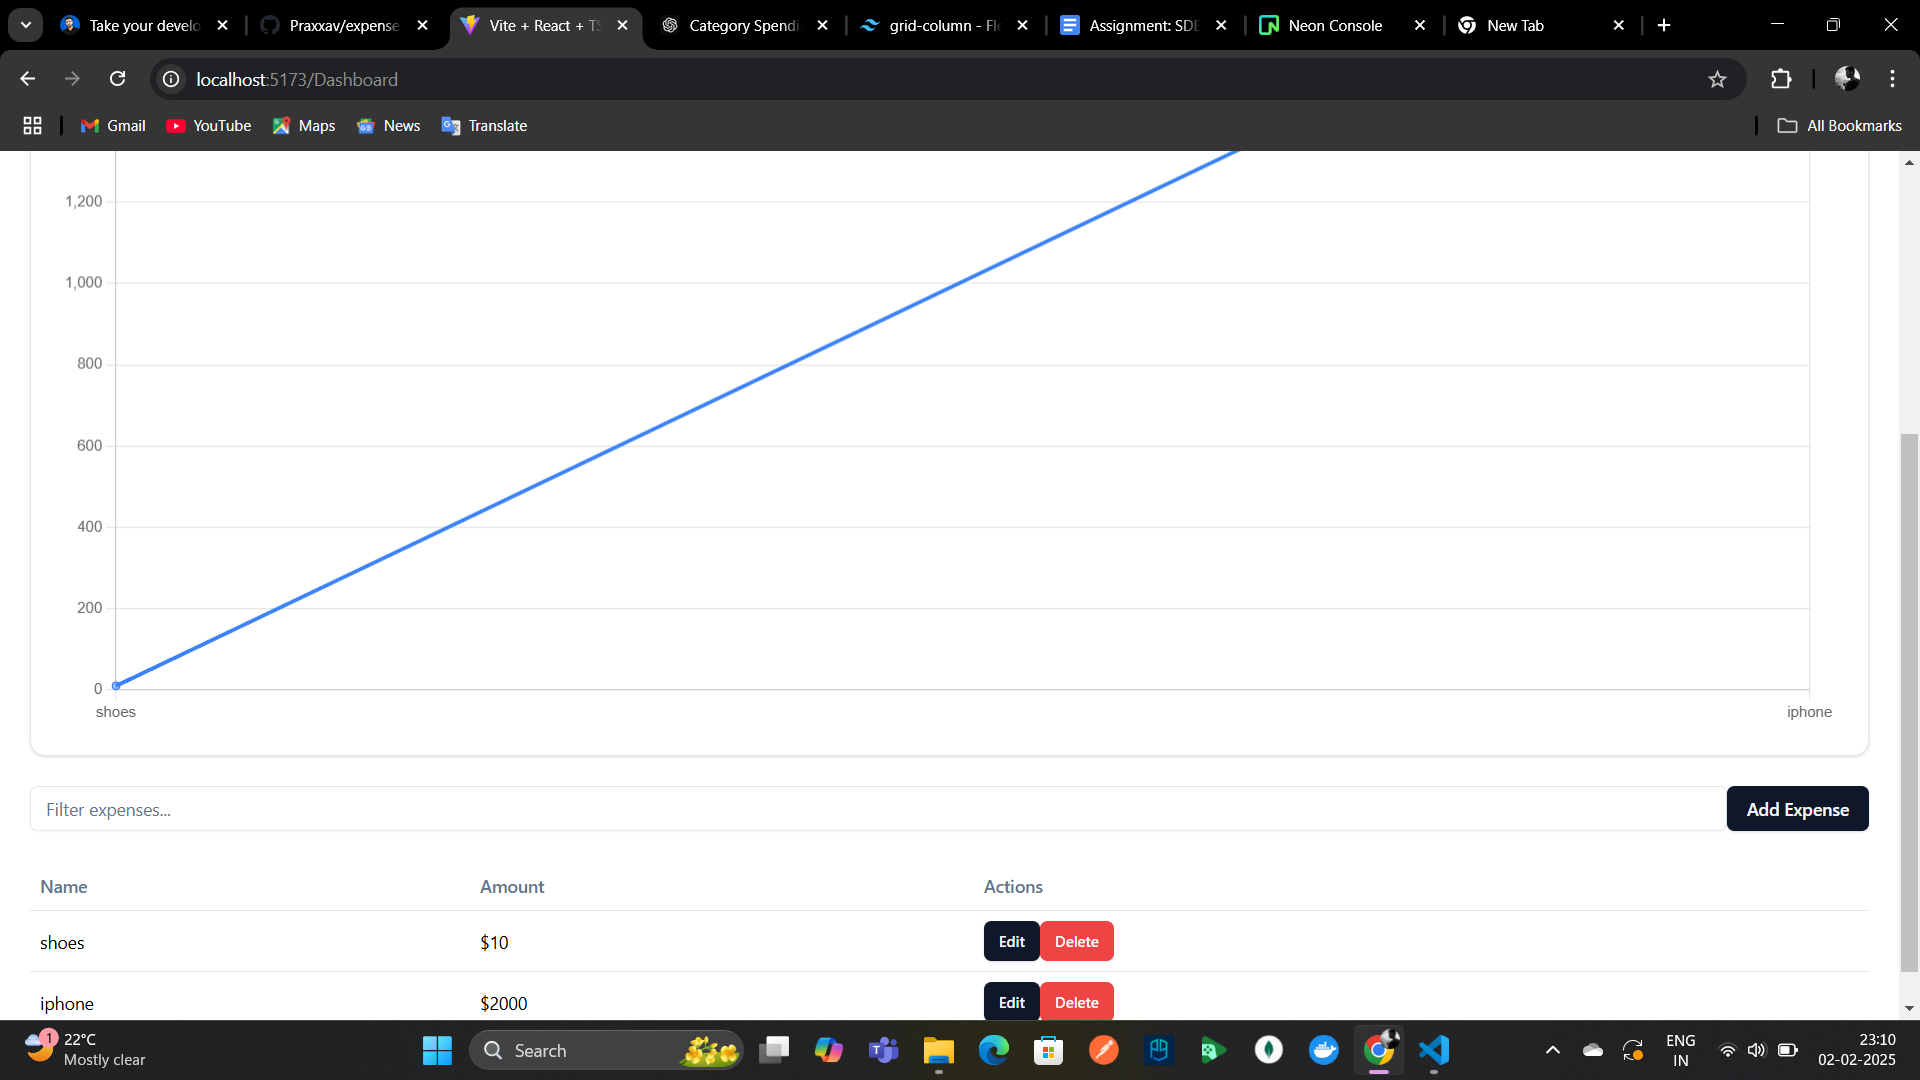 Take your develo
Praxxav/expense
Vite + React + TS
Category Spendi
grid-column - Fle
Assignment: SDE
Neon Console
New Tab
localhost:5173/Dashboard
Gmail
YouTube
Maps
News
Translate
All Bookmarks
1,200
1,000
800
600
400
200
0
shoes
iphone
Filter expenses...
Add Expense
Name
Amount
Actions
shoes
$10
Edit
Delete
iphone
$2000
Edit
Delete
1
22°C
Mostly clear
Search
ENG
IN
23:10
02-02-2025